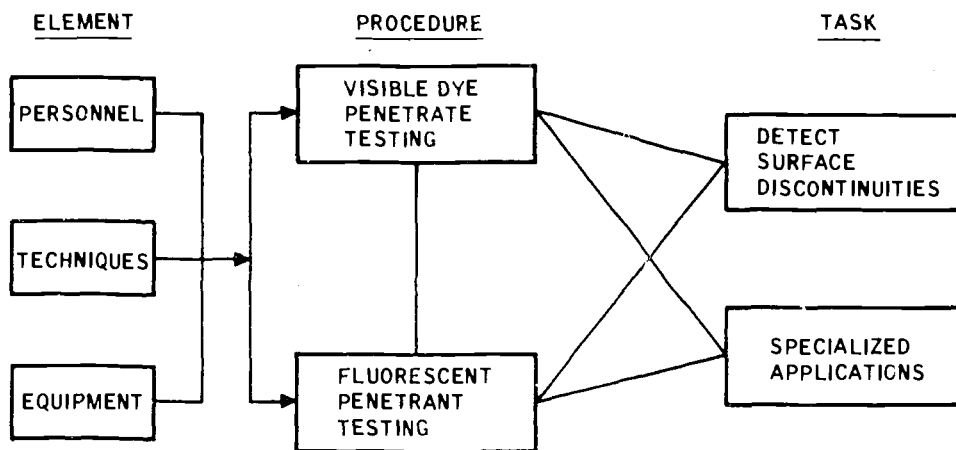 ELEMENT
PROCEDURE
TASK
PERSONNEL
TECHNIQUES
EQUIPMENT
VISIBLE DYE
PENETRATE
TESTING
FLUORESCENT
PENETRANT
TESTING
DETECT
SURFACE
DISCONTINUITIES
SPECIALIZED
APPLICATIONS